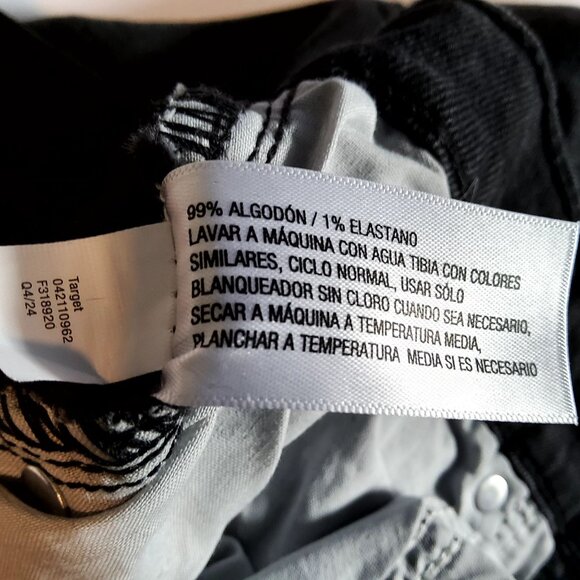 99% ALGODÓN / 1% ELASTANO
LAVAR A MÁQUINA CON AGUA TIBIA CON COLORES
SIMILARES, CICLO NORMAL, USAR SÓLO
BLANQUEADOR SIN CLORO CUANDO SEA NECESARIO,
SECAR A MÁQUINA A TEMPERATURA MEDIA,
PLANCHAR A TEMPERATURA MEDIA SI ES NECESARIO
Target
042110962
F318920
Q4/24